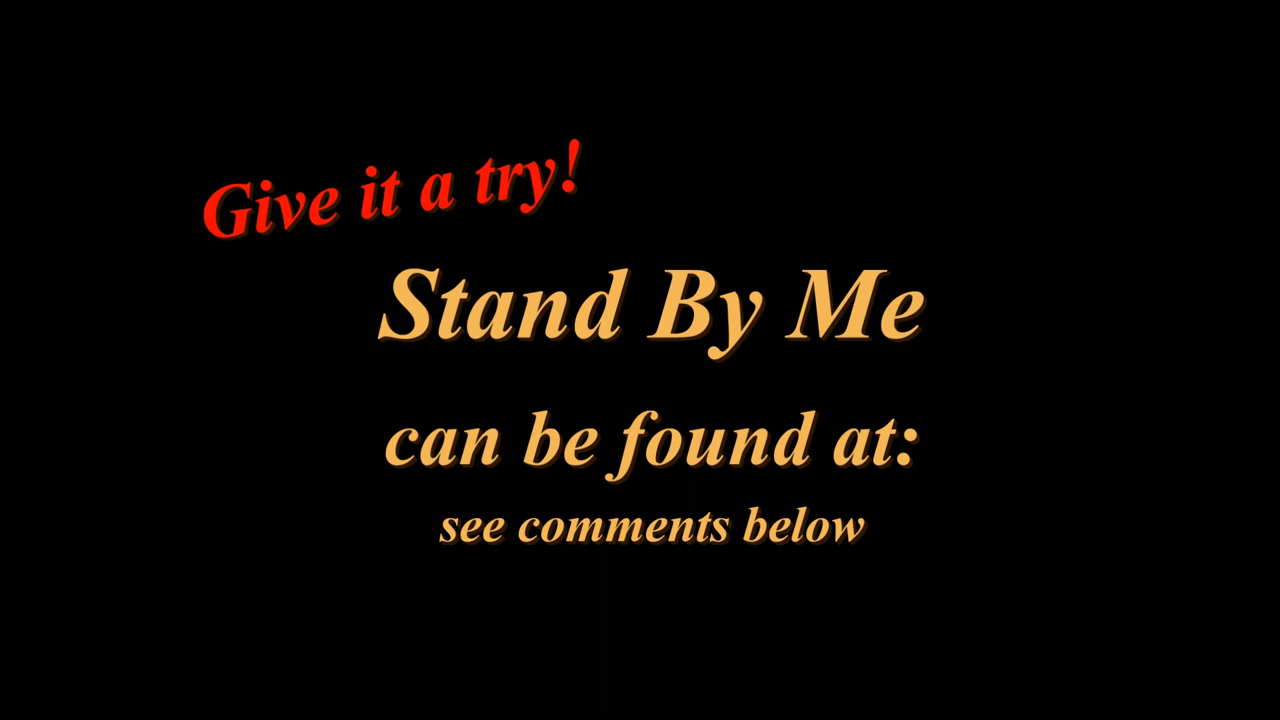 Give it a try!
Stand By Me
can be found at:
see comments below